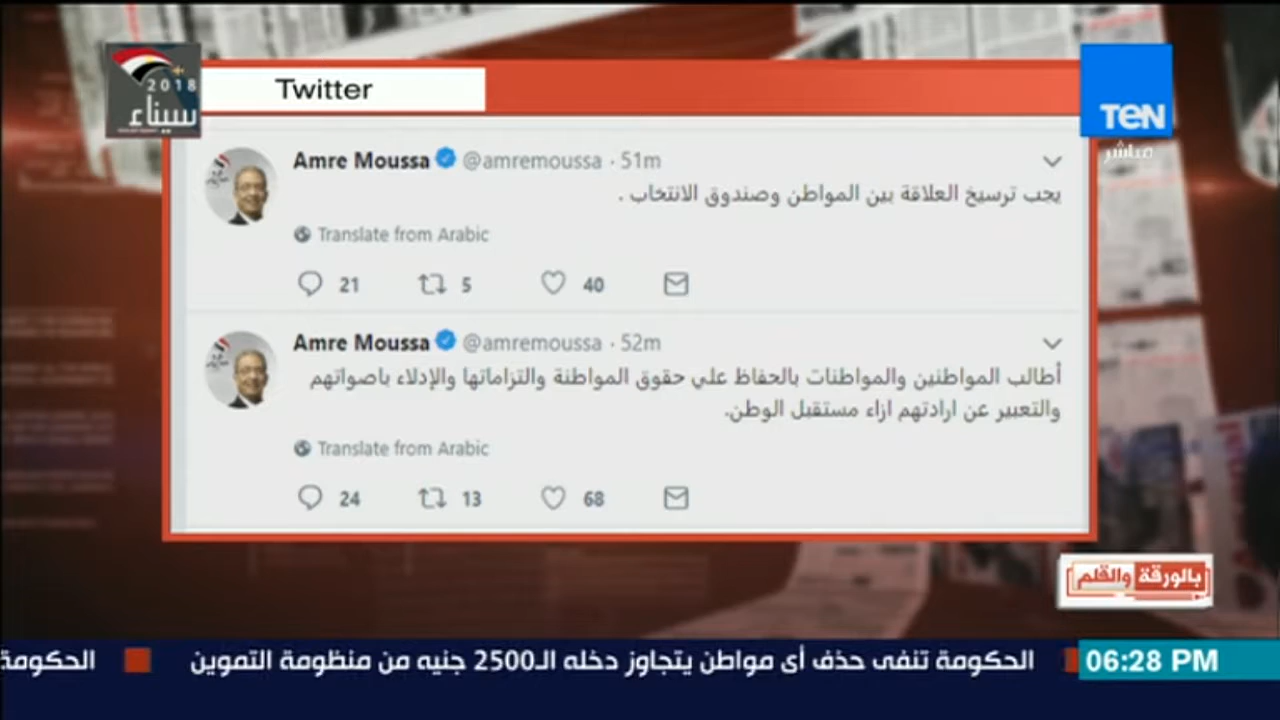 2018
سيناء
Twitter
TEN
مباشر
Amre Moussa @amremoussa · 51m
يجب ترسيخ العلاقة بين المواطن وصندوق الانتخاب .
Translate from Arabic
21 5 40
Amre Moussa @amremoussa · 52m
أطالب المواطنين والمواطنات بالحفاظ علي حقوق المواطنة والتزاماتها والإدلاء باصواتهم
والتعبير عن ارادتهم ازاء مستقبل الوطن.
Translate from Arabic
24 13 68
بالورقة والقلم
06:28 PM
الحكومة تنفى حذف أى مواطن يتجاوز دخله الـ2500 جنيه من منظومة التموين
الحكومة